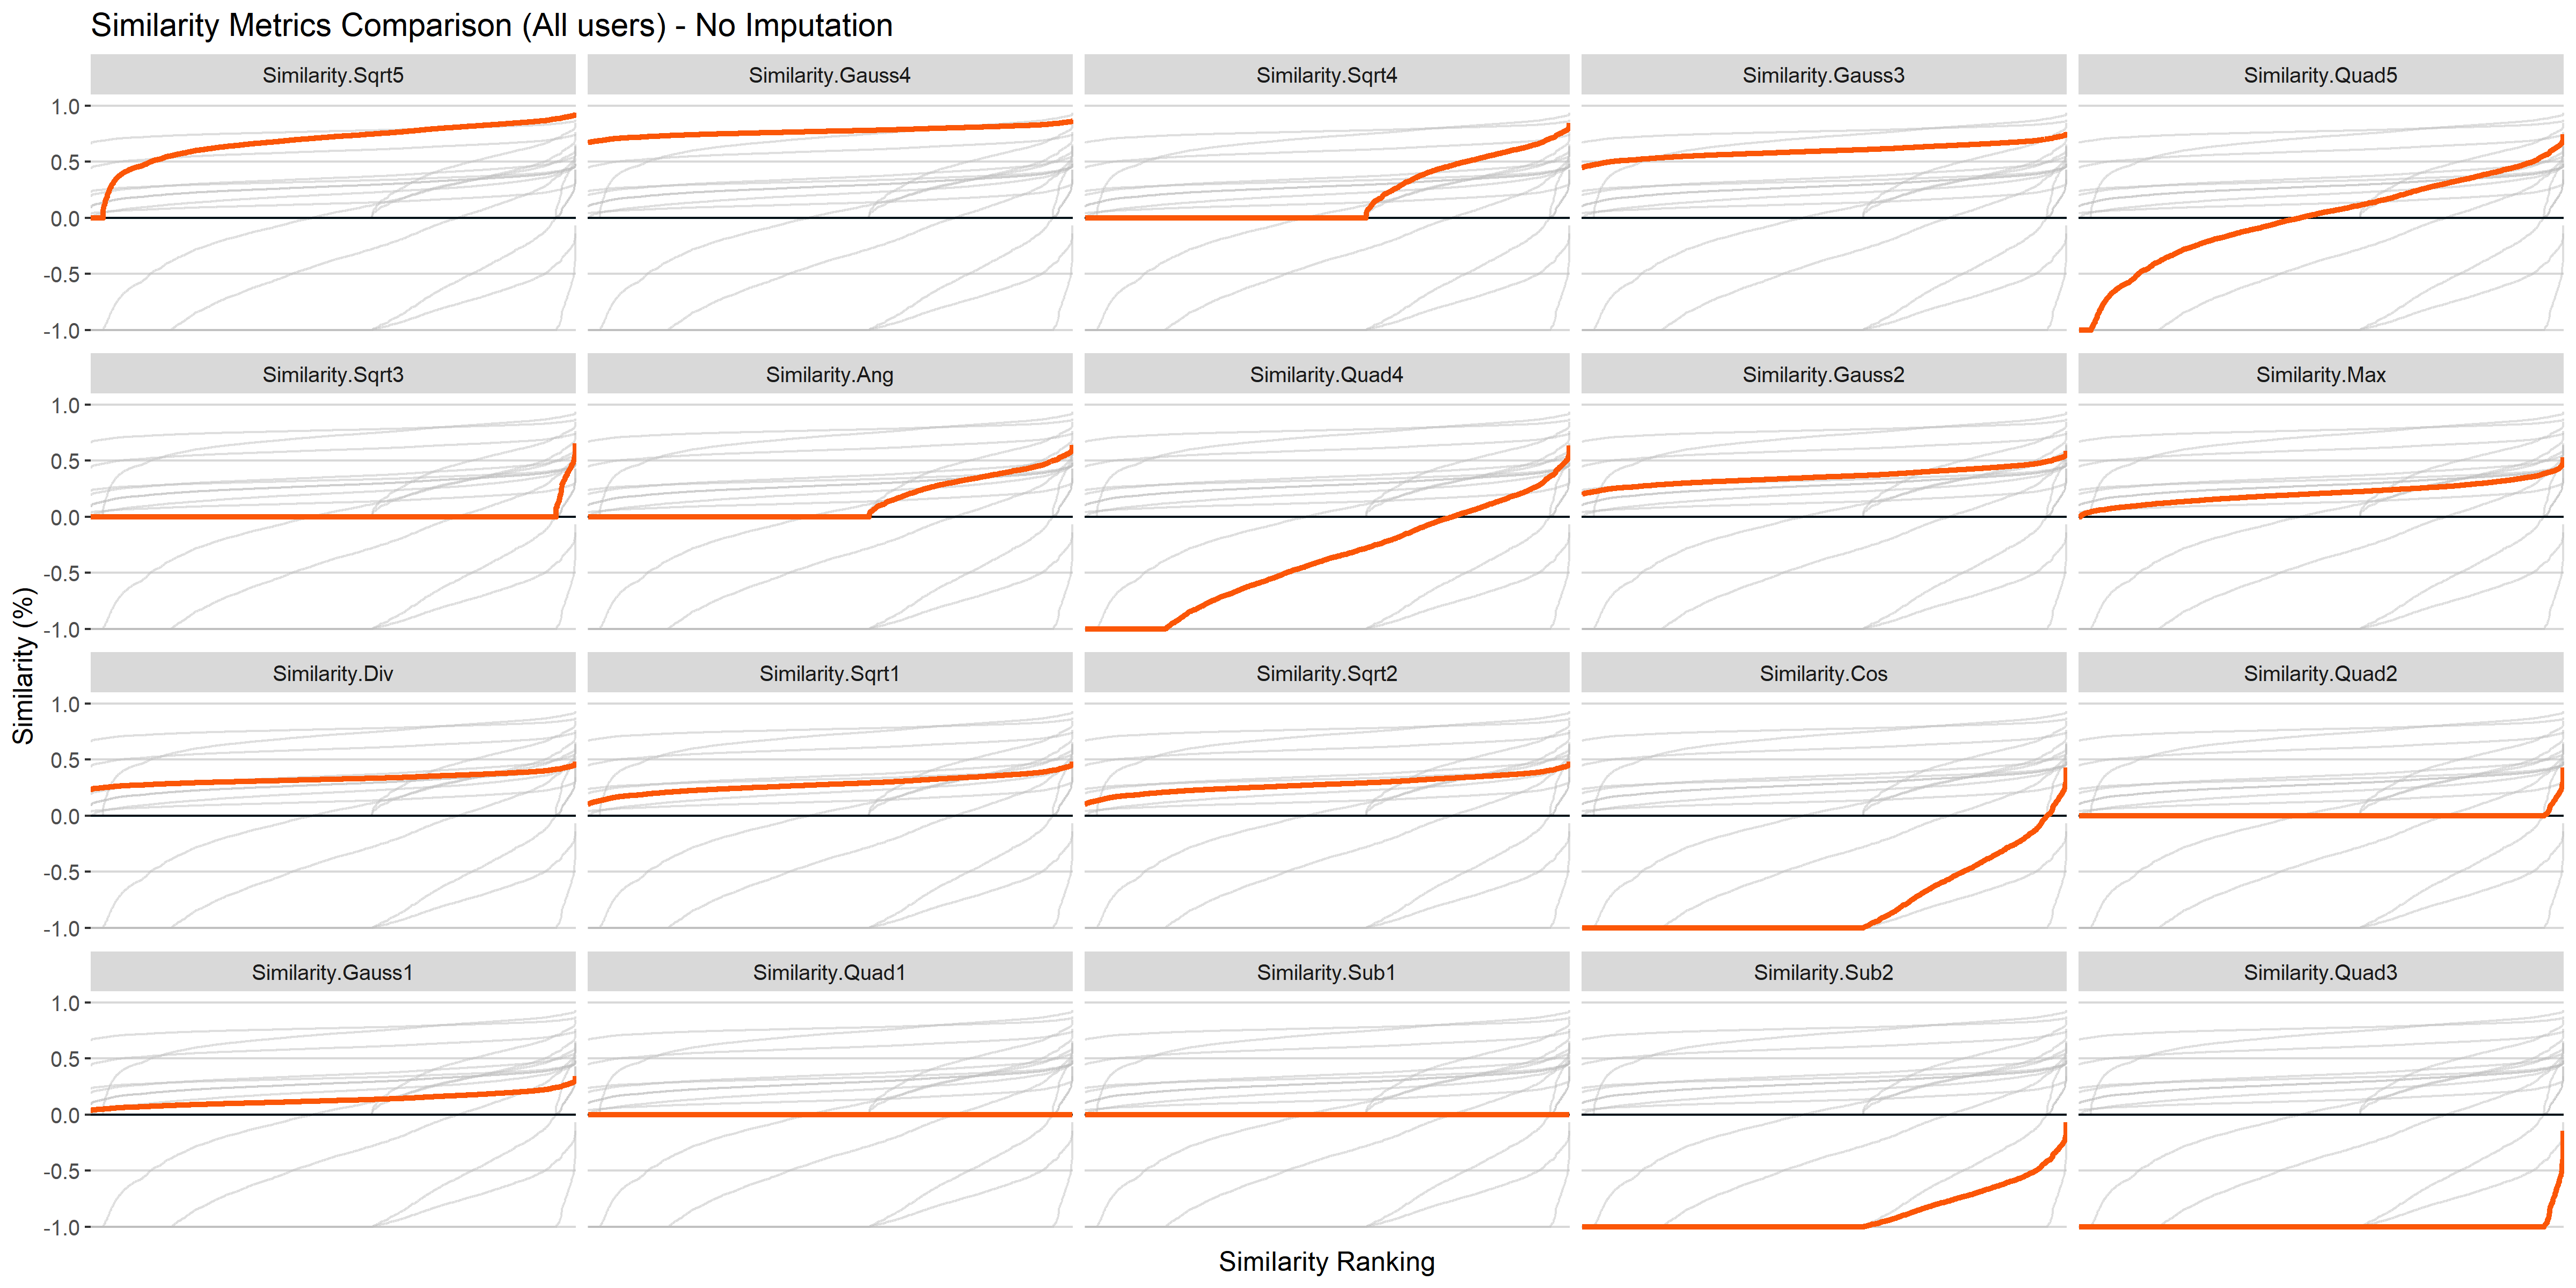 Similarity Metrics Comparison (All users) - No Imputation
Similarity.Sqrt5
Similarity.Gauss4
Similarity.Sqrt4
Similarity.Gauss3
Similarity.Quad5
1.0
0.5
0.0
-0.5
-1.0
Similarity.Sqrt3
Similarity.Ang
Similarity.Quad4
Similarity.Gauss2
Similarity.Max
1.0
0.5
0.0
-0.5
-1.0
Similarity (%)
Similarity.Div
Similarity.Sqrt1
Similarity.Sqrt2
Similarity.Cos
Similarity.Quad2
1.0
0.5
0.0
-0.5
-1.0
Similarity.Gauss1
Similarity.Quad1
Similarity.Sub1
Similarity.Sub2
Similarity.Quad3
1.0
0.5
0.0
-0.5
-1.0
Similarity Ranking